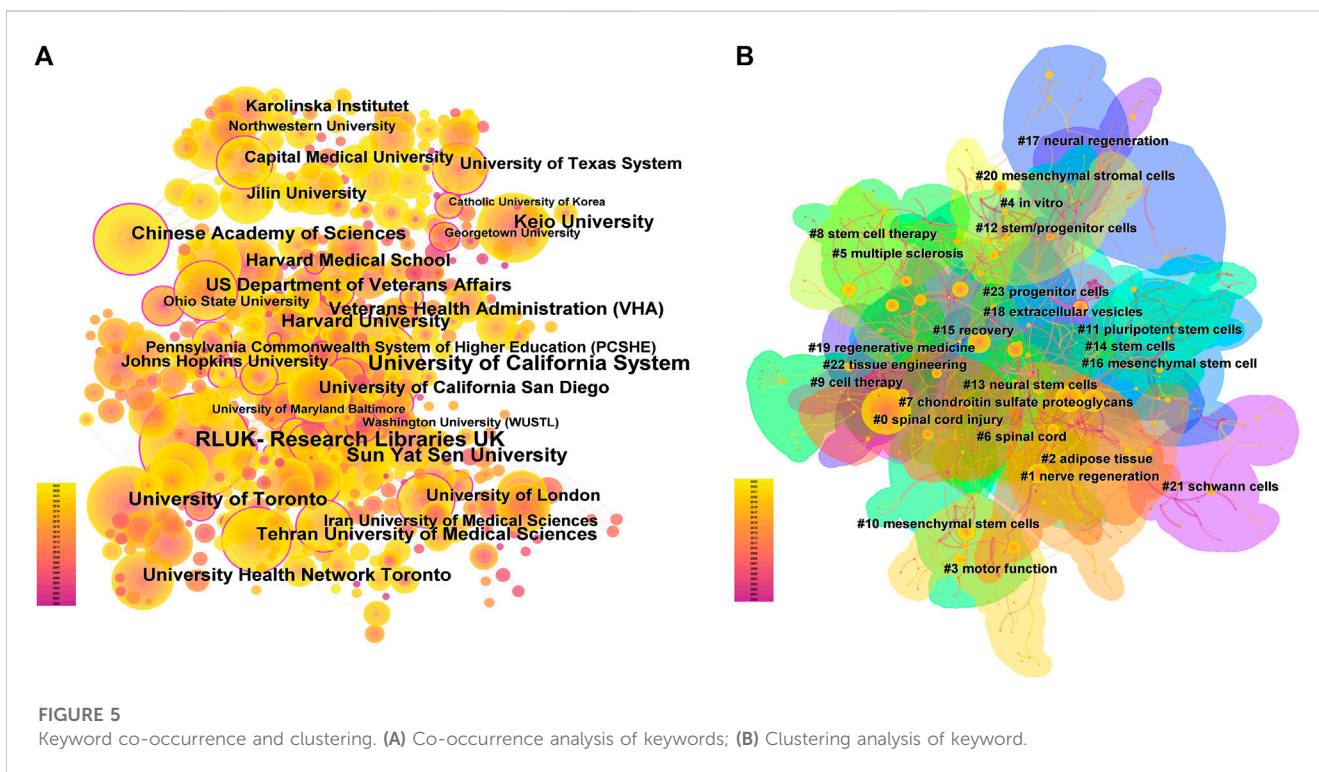 A
Karolinska Institutet
Northwestern University
Capital Medical University
University of Texas System
Jilin University
Catholic University of Korea
Keio University
Chinese Academy of Sciences
Georgetown University
Harvard Medical School
US Department of Veterans Affairs
Ohio State University
Veterans Health Administration (VHA)
Harvard University
Pennsylvania Commonwealth System of Higher Education (PCSHE)
Johns Hopkins University
University of California System
University of California San Diego
University of Maryland Baltimore
Washington University (WUSTL)
RLUK- Research Libraries UK
Sun Yat Sen University
University of Toronto
University of London
Iran University of Medical Sciences
Tehran University of Medical Sciences
University Health Network Toronto
B
#17 neural regeneration
#20 mesenchymal stromal cells
#4 in vitro
#12 stem/progenitor cells
#8 stem cell therapy
#5 multiple sclerosis
#23 progenitor cells
#18 extracellular vesicles
#15 recovery
#11 pluripotent stem cells
#14 stem cells
#19 regenerative medicine
#22 tissue engineering
#16 mesenchymal stem cell
#9 cell therapy
#13 neural stem cells
#7 chondroitin sulfate proteoglycans
#0 spinal cord injury
#6 spinal cord
#2 adipose tissue
#1 nerve regeneration
#21 schwann cells
#10 mesenchymal stem cells
#3 motor function
FIGURE 5
Keyword co-occurrence and clustering. (A) Co-occurrence analysis of keywords; (B) Clustering analysis of keyword.